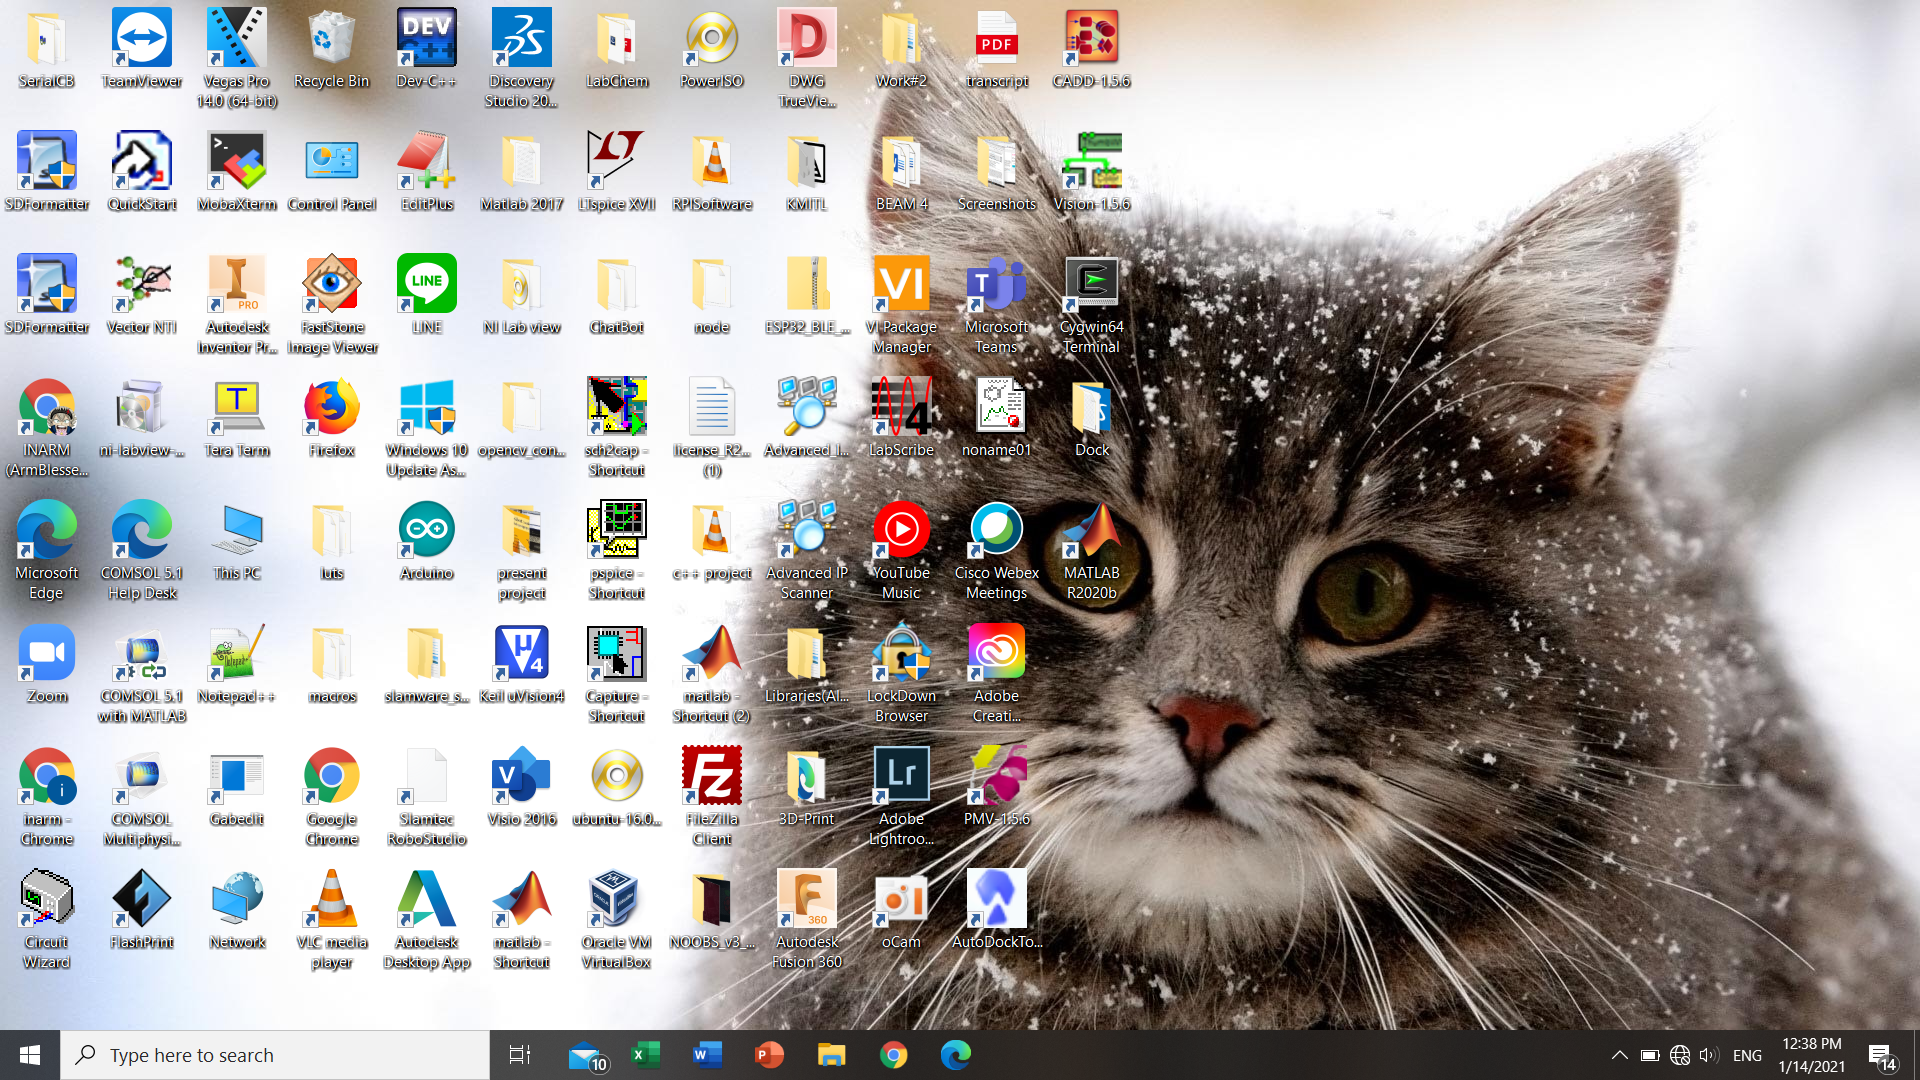 SerialCB
TeamViewer
Vegas Pro
14.0 (64-bit)
Recycle Bin
DEV
C++
Dev-C++
Discovery
Studio 20...
LabChem
PowerISO
DWG
TrueVie...
Work#2
PDF
transcript
CADD-1.5.6
SDFormatter
QuickStart
MobaXterm
Control Panel
EditPlus
Matlab 2017
LTspice XVII
RPISoftware
KMITL
BEAM 4
Screenshots
Vision-1.5.6
SDFormatter
Vector NTI
PRO
Autodesk
Inventor Pr...
FastStone
Image Viewer
LINE
LINE
NI Lab view
ChatBot
node
ESP32_BLE_...
VI
VI Package
Manager
T
Microsoft
Teams
Cygwin64
Terminal
INARM
(ArmBlesse...
ni-labview-...
T
Tera Term
Firefox
Windows 10
Update As...
opencv_con...
sch2cap -
Shortcut
license_R2...
(1)
Advanced_I...
4
LabScribe
noname01
Dock
Microsoft
Edge
COMSOL 5.1
Help Desk
This PC
luts
Arduino
present
project
pspice -
Shortcut
c++ project
Advanced IP
Scanner
YouTube
Music
Cisco Webex
Meetings
MATLAB
R2020b
Zoom
COMSOL 5.1
with MATLAB
Notepad++
macros
slamware_s...
μ
4
Keil uVision4
Capture -
Shortcut
matlab -
Shortcut (2)
Libraries(Al...
LockDown
Browser
Adobe
Creati...
inarm -
Chrome
COMSOL
Multiphysi...
Gabedit
Google
Chrome
Slamtec
RoboStudio
V
Visio 2016
ubuntu-16.0...
Fz
FileZilla
Client
3D-Print
Lr
Adobe
Lightroo...
PMV-1.5.6
Circuit
Wizard
FlashPrint
Network
VLC media
player
Autodesk
Desktop App
matlab -
Shortcut
Oracle VM
VirtualBox
NOOBS_v3_...
360
Autodesk
Fusion 360
oCam
AutoDockTo...
Type here to search
10
ENG
12:38 PM
1/14/2021
14